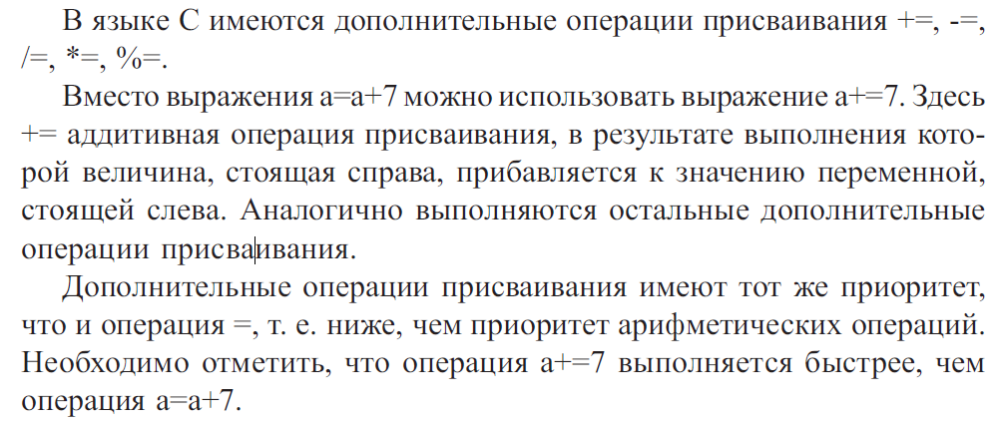 В языке С имеются дополнительные операции присваивания +=, -=,
/=, *=, %=.
Вместо выражения a=a+7 можно использовать выражение a+=7. Здесь
+= аддитивная операция присваивания, в результате выполнения кото-
рой величина, стоящая справа, прибавляется к значению переменной,
стоящей слева. Аналогично выполняются остальные дополнительные
операции присваивания.
Дополнительные операции присваивания имеют тот же приоритет,
что и операция =, т. е. ниже, чем приоритет арифметических операций.
Необходимо отметить, что операция a+=7 выполняется быстрее, чем
операция a=a+7.